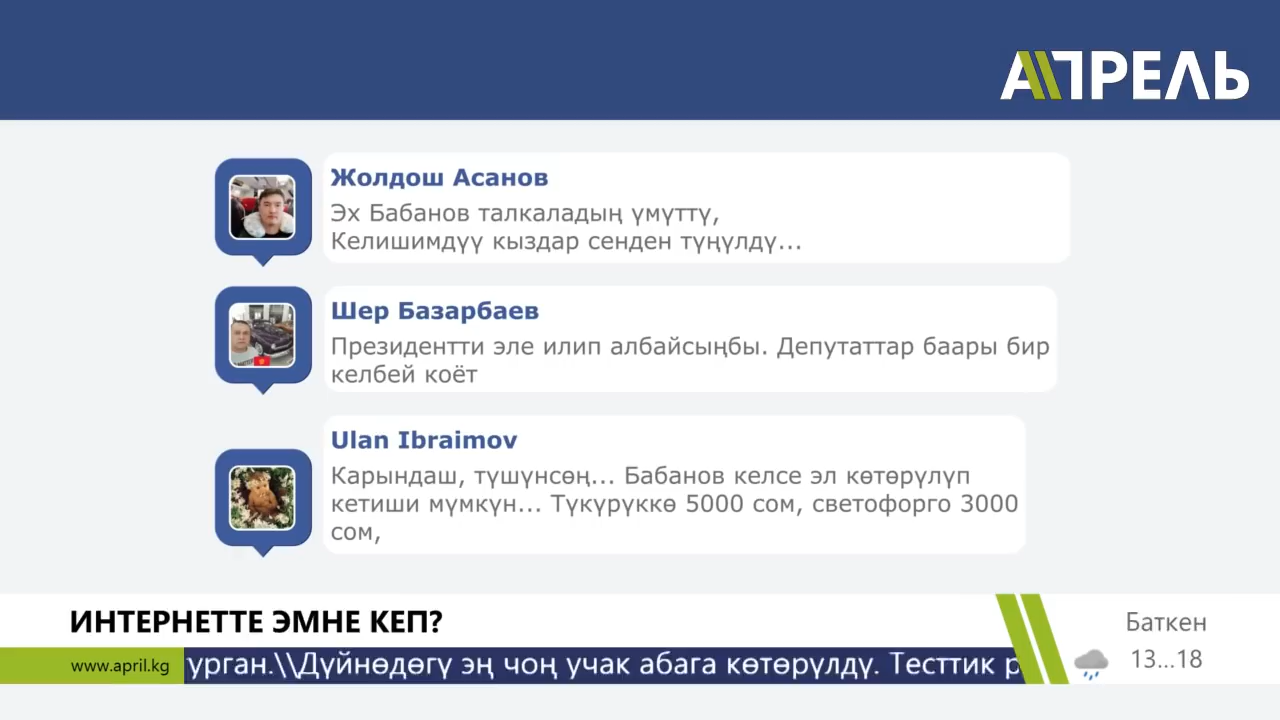 АПРЕЛЬ
Жолдош Асанов
Эх Бабанов талкаладың үмүттү,
Келишимдүү кыздар сенден түңүлдү...
Шер Базарбаев
Президентти эле илип албайсыңбы. Депутаттар баары бир
келбей коёт
Ulan Ibraimov
Карындаш, түшүнсөң... Бабанов келсе эл көтөрүлүп
кетиши мүмкүн... Түкүрүккө 5000 сом, светофорго 3000
сом,
ИНТЕРНЕТТЕ ЭМНЕ КЕП?
Баткен
13...18
www.april.kg
урган.\\Дүйнөдөгү эң чоң учак абага көтөрүлдү. Тесттик